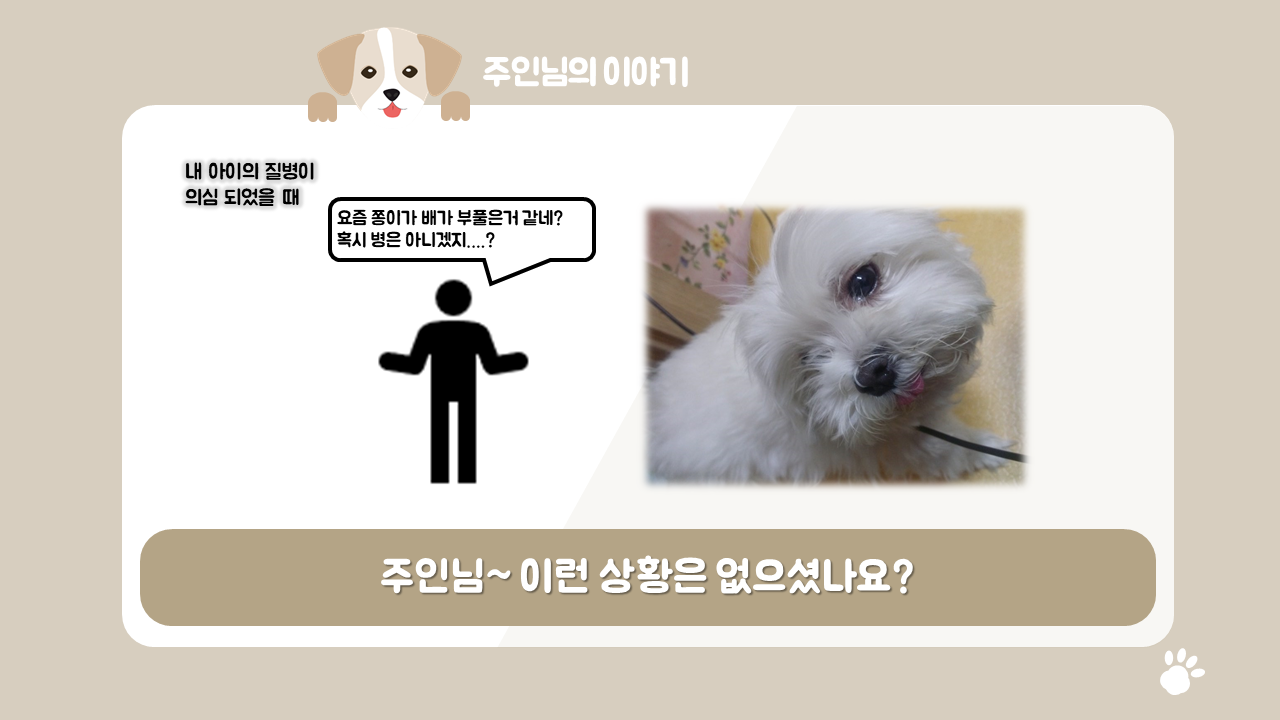 주인님의 이야기
내 아이의 질병이
의심 되었을 때
요즘 쫑이가 배가 부풀은거 같네?
혹시 병은 아니겠지....?
주인님~ 이런 상황은 없으셨나요?